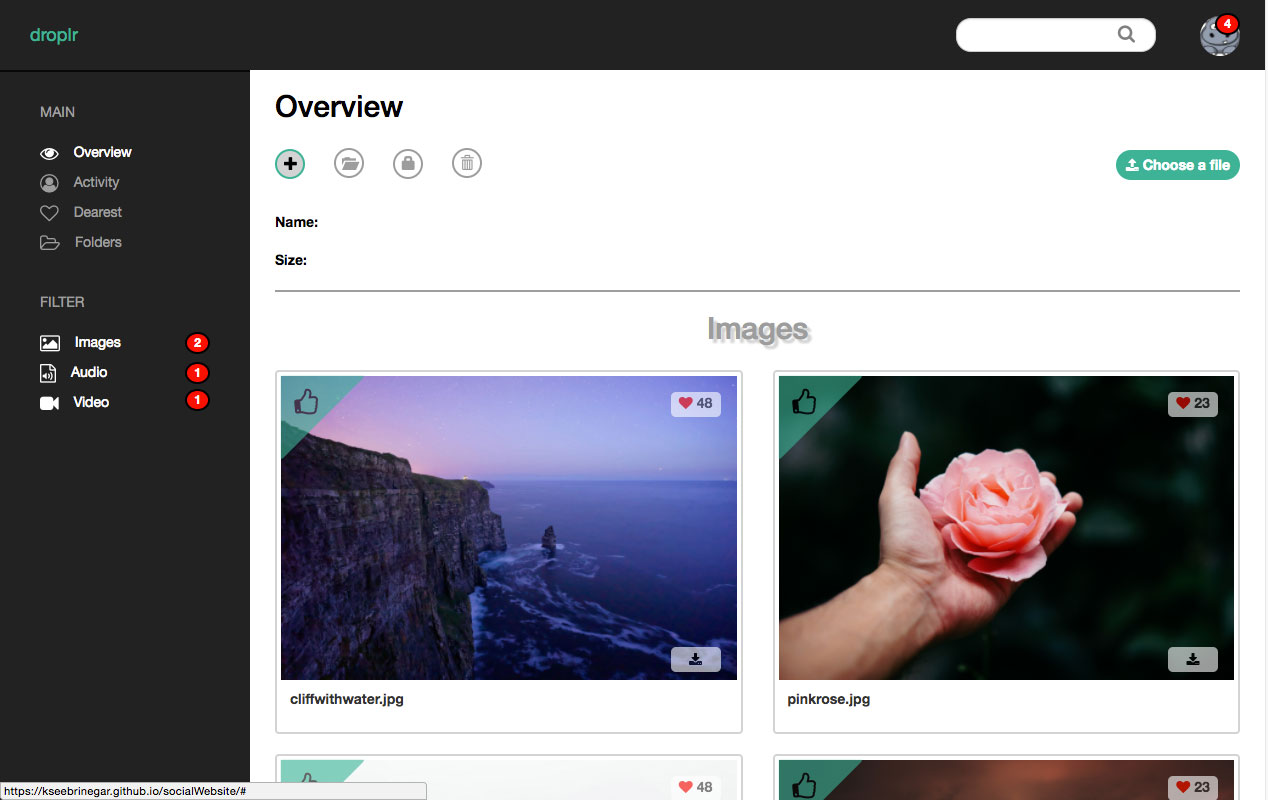 droplr
4
MAIN
Overview
Activity
Dearest
Folders
FILTER
Images 2
Audio 1
Video 1
Overview
Choose a file
Name:
Size:
Images
48
23
cliffwithwater.jpg
pinkrose.jpg
48
23
https://kseebrinegar.github.io/socialWebsite/#